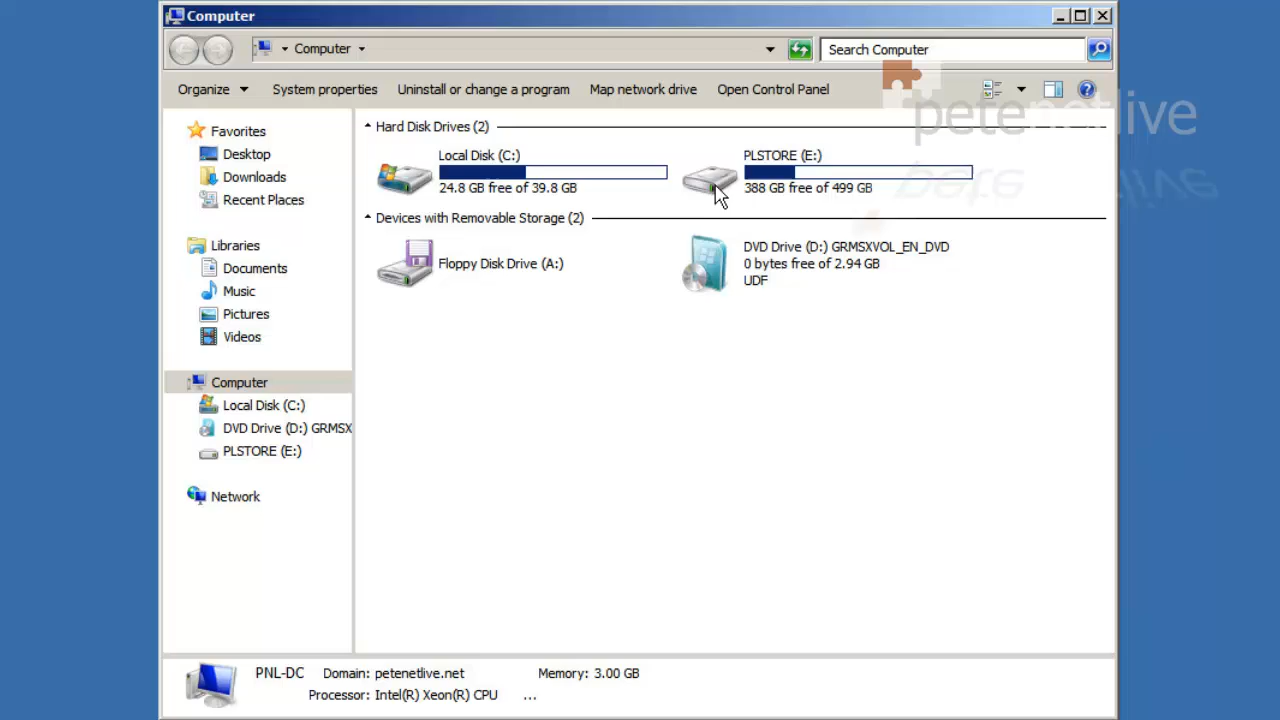 Computer
Computer
Search Computer
Organize
System properties
Uninstall or change a program
Map network drive
Open Control Panel
petenetlive
Favorites
Desktop
Downloads
Recent Places
Libraries
Documents
Music
Pictures
Videos
Computer
Local Disk (C:)
DVD Drive (D:) GRMSX
PLSTORE (E:)
Network
Hard Disk Drives (2)
Local Disk (C:)
24.8 GB free of 39.8 GB
PLSTORE (E:)
388 GB free of 499 GB
Devices with Removable Storage (2)
Floppy Disk Drive (A:)
DVD Drive (D:) GRMSXVOL_EN_DVD
0 bytes free of 2.94 GB
UDF
PNL-DC Domain: petenetlive.net Memory: 3.00 GB
Processor: Intel(R) Xeon(R) CPU ...